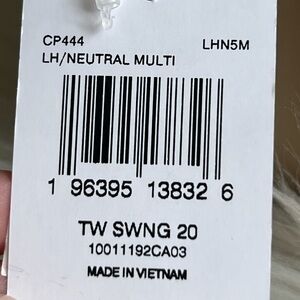 CP444 LHN5M
LH/NEUTRAL MULTI
1 96395 13832 6
TW SWNG 20
10011192CA03
MADE IN VIETNAM